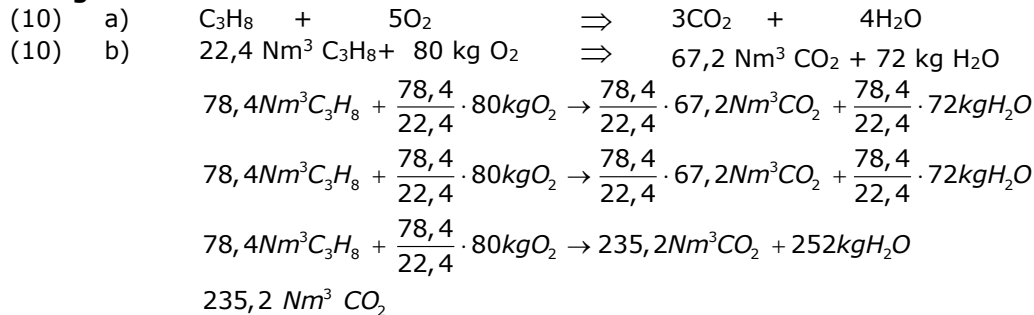 (10) a) C₃H₈ + 5O₂ ⇒ 3CO₂ + 4H₂O
(10) b) 22,4 Nm³ C₃H₈+ 80 kg O₂ ⇒ 67,2 Nm³ CO₂ + 72 kg H₂O
78,4Nm³C₃H₈ + 78,4/22,4 · 80kgO₂ → 78,4/22,4 · 67,2Nm³CO₂ + 78,4/22,4 · 72kgH₂O
78,4Nm³C₃H₈ + 78,4/22,4 · 80kgO₂ → 78,4/22,4 · 67,2Nm³CO₂ + 78,4/22,4 · 72kgH₂O
78,4Nm³C₃H₈ + 78,4/22,4 · 80kgO₂ → 235,2Nm³CO₂ + 252kgH₂O
235,2 Nm³ CO₂